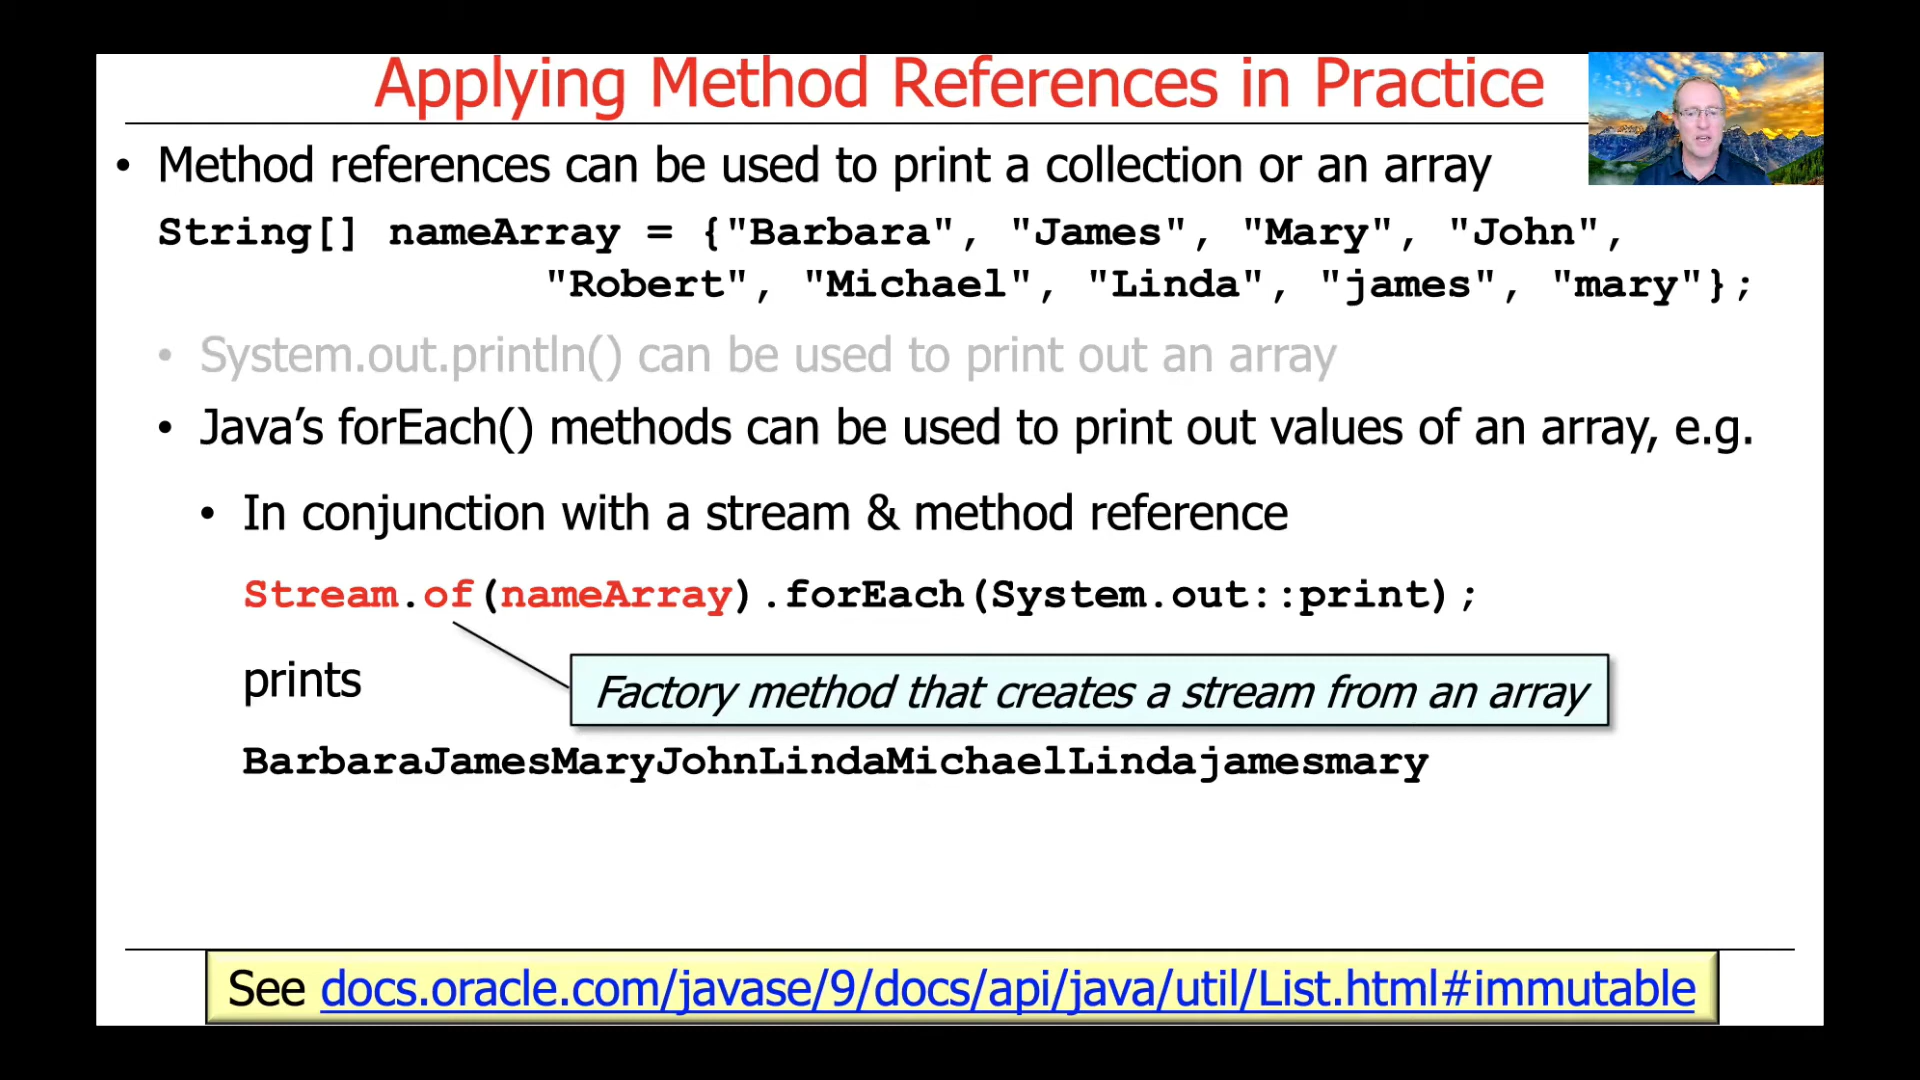 Applying Method References in Practice
• Method references can be used to print a collection or an array
String[] nameArray = {"Barbara", "James", "Mary", "John",
"Robert", "Michael", "Linda", "james", "mary"};
• System.out.println() can be used to print out an array
• Java’s forEach() methods can be used to print out values of an array, e.g.
• In conjunction with a stream & method reference
Stream.of(nameArray).forEach(System.out::print);
prints
Factory method that creates a stream from an array
BarbaraJamesMaryJohnLindaMichaelLindajamesmary
See docs.oracle.com/javase/9/docs/api/java/util/List.html#immutable